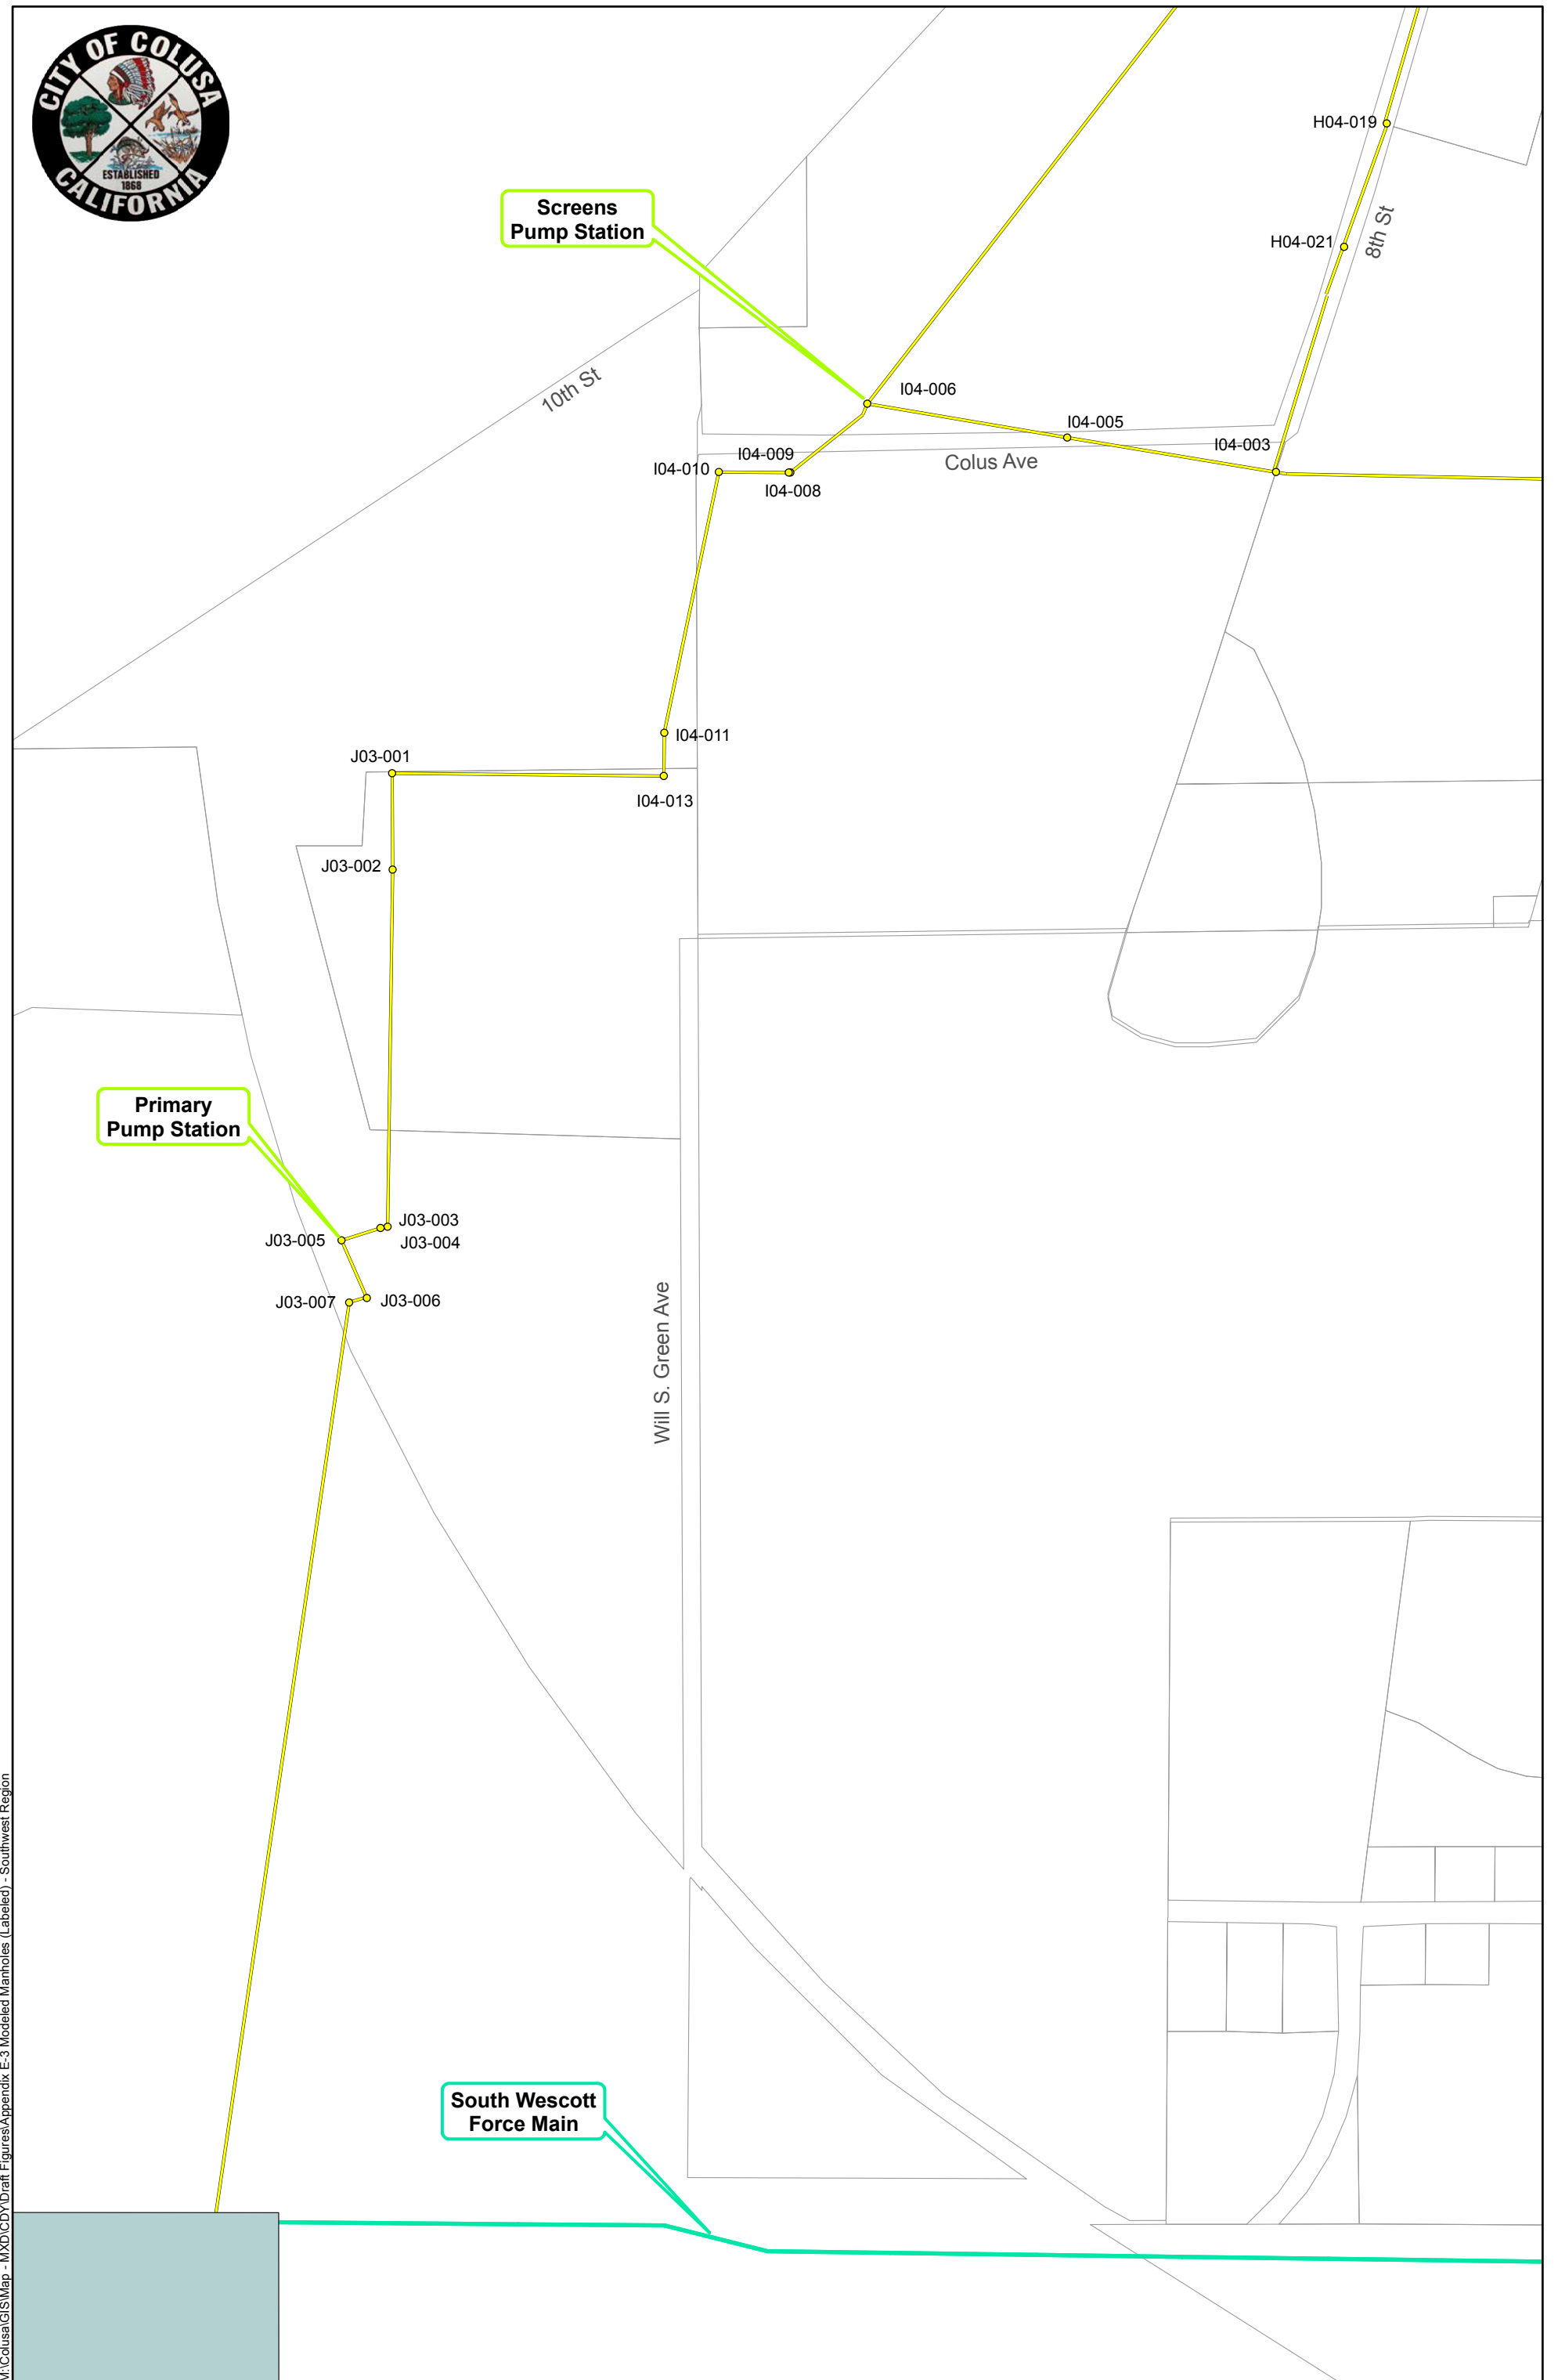 CITY OF COLUSA
ESTABLISHED
1868
CALIFORNIA
H04-019
Screens
Pump Station
8th St
H04-021
10th St
I04-006
I04-005
I04-003
I04-009
Colus Ave
I04-010
I04-008
I04-011
J03-001
I04-013
J03-002
Primary
Pump Station
J03-003
J03-005
J03-004
J03-007
J03-006
Will S. Green Ave
South Wescott
Force Main
M:\Colusa\GIS\Map - MXD\CDY\Draft Figures\Appendix E-3 Modeled Manholes (Labeled) - Southwest Region